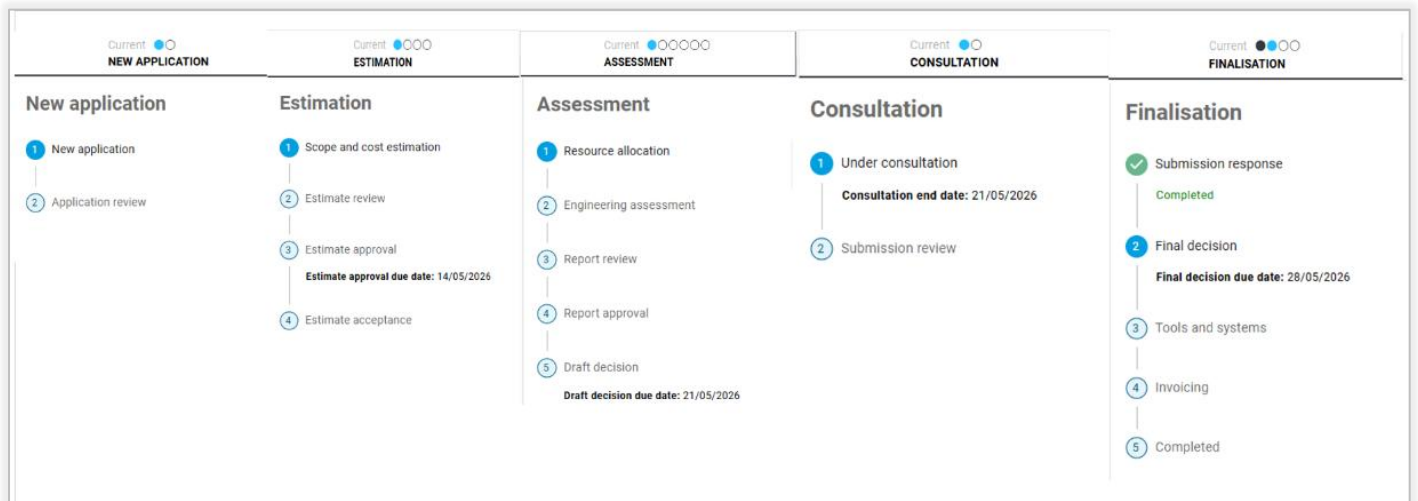 Current
NEW APPLICATION
New application
1 New application
2 Application review
Current
ESTIMATION
Estimation
1 Scope and cost estimation
2 Estimate review
3 Estimate approval
Estimate approval due date: 14/05/2026
4 Estimate acceptance
Current
ASSESSMENT
Assessment
1 Resource allocation
2 Engineering assessment
3 Report review
4 Report approval
5 Draft decision
Draft decision due date: 21/05/2026
Current
CONSULTATION
Consultation
1 Under consultation
Consultation end date: 21/05/2026
2 Submission review
Current
FINALISATION
Finalisation
Submission response
Completed
2 Final decision
Final decision due date: 28/05/2026
3 Tools and systems
4 Invoicing
5 Completed